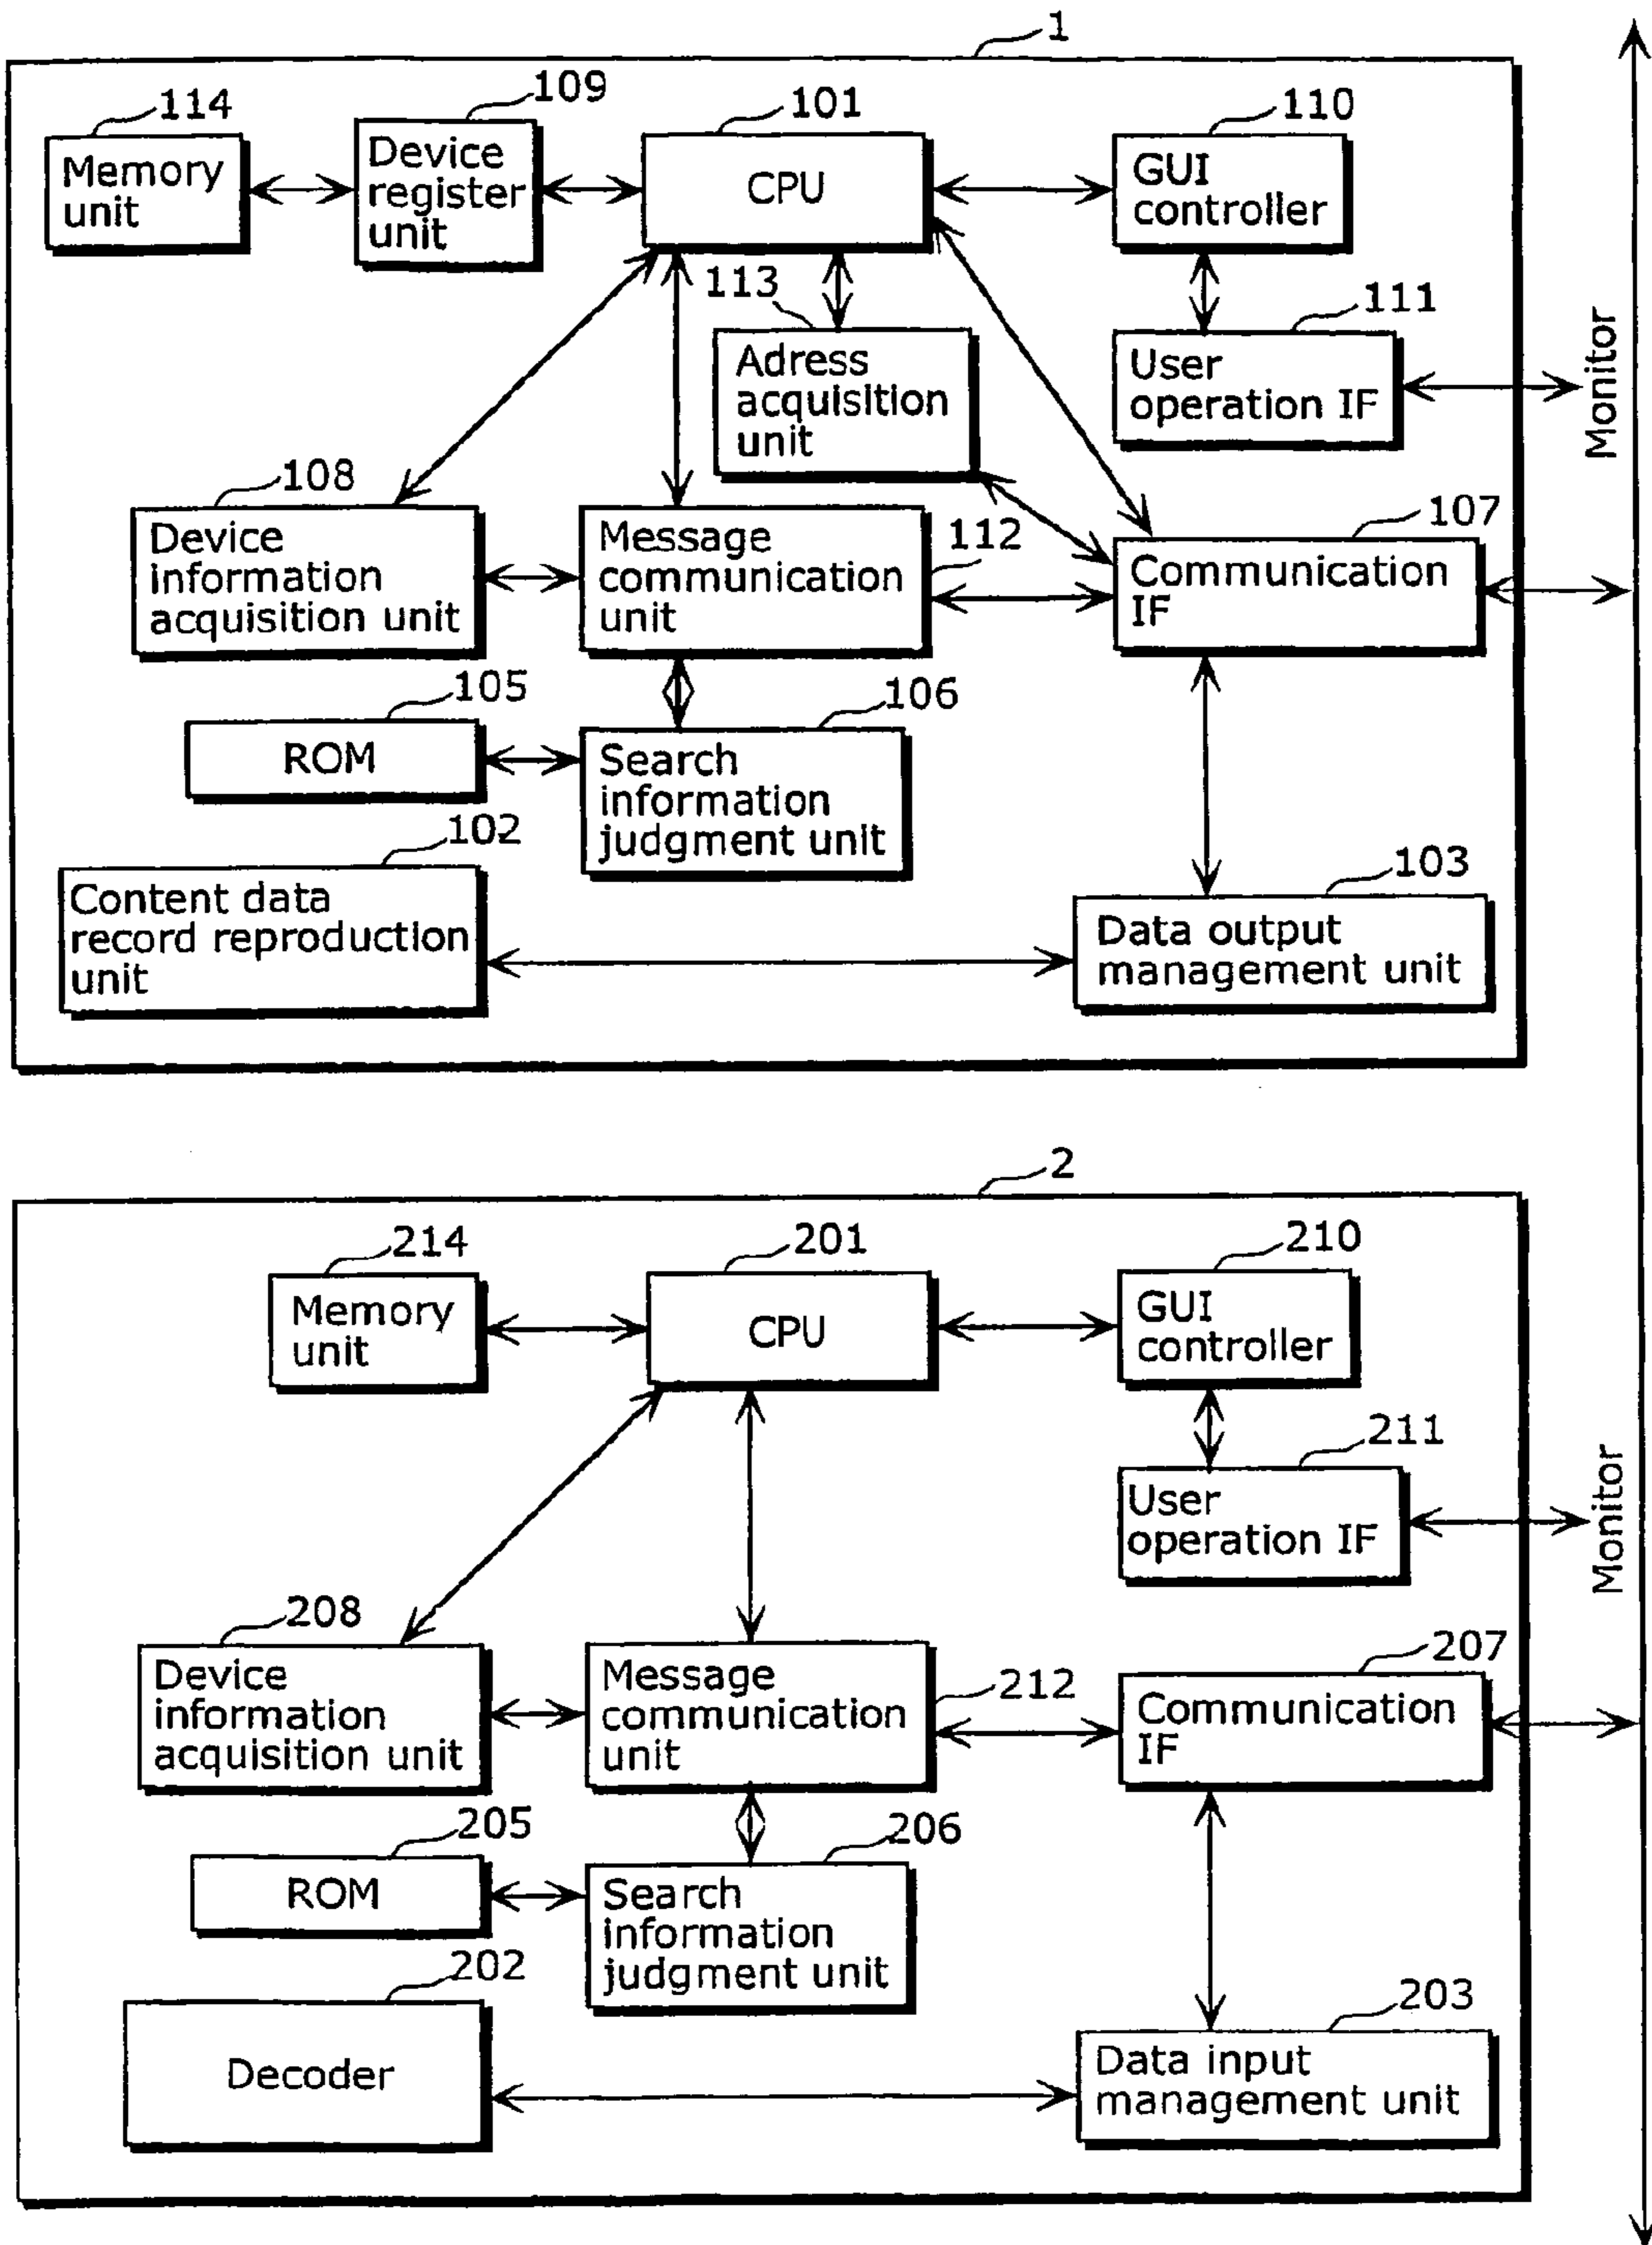 1
114
109
101
110
Memory
unit
Device
register
unit
CPU
GUI
controller
113
111
Adress
acquisition
unit
User
operation IF
Monitor
108
112
107
Device
information
acquisition unit
Message
communication
unit
Communication
IF
105
106
ROM
Search
information
judgment unit
102
103
Content data
record reproduction
unit
Data output
management unit
2
214
201
210
Memory
unit
CPU
GUI
controller
211
User
operation IF
Monitor
208
212
207
Device
information
acquisition unit
Message
communication
unit
Communication
IF
205
206
ROM
Search
information
judgment unit
202
203
Decoder
Data input
management unit